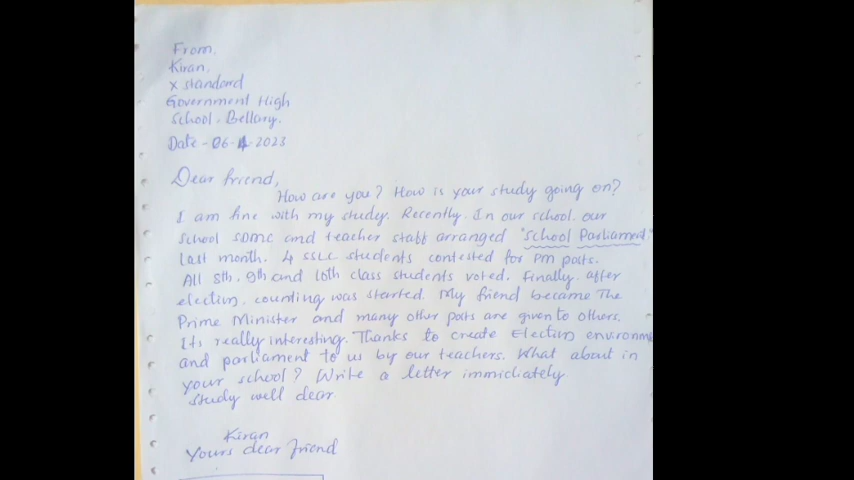 From,
Kiran,
x standard
Government High
School. Bellary.
Date - 06-4-2023
Dear friend,
How are you? How is your study going on?
I am fine with my study. Recently. In our school. our
School SDMC and teacher staff arranged "School Parliament"
last month. 4 SSLC students contested for PM posts.
All 8th, 9th and 10th class students voted. Finally, after
election, counting was started. My friend became The
Prime Minister and many other posts are given to others.
Its really interesting. Thanks to create Election environme
and parliament to us by our teachers. What about in
your school? Write a letter immidiately.
Study well dear.
Kiran
Yours dear friend